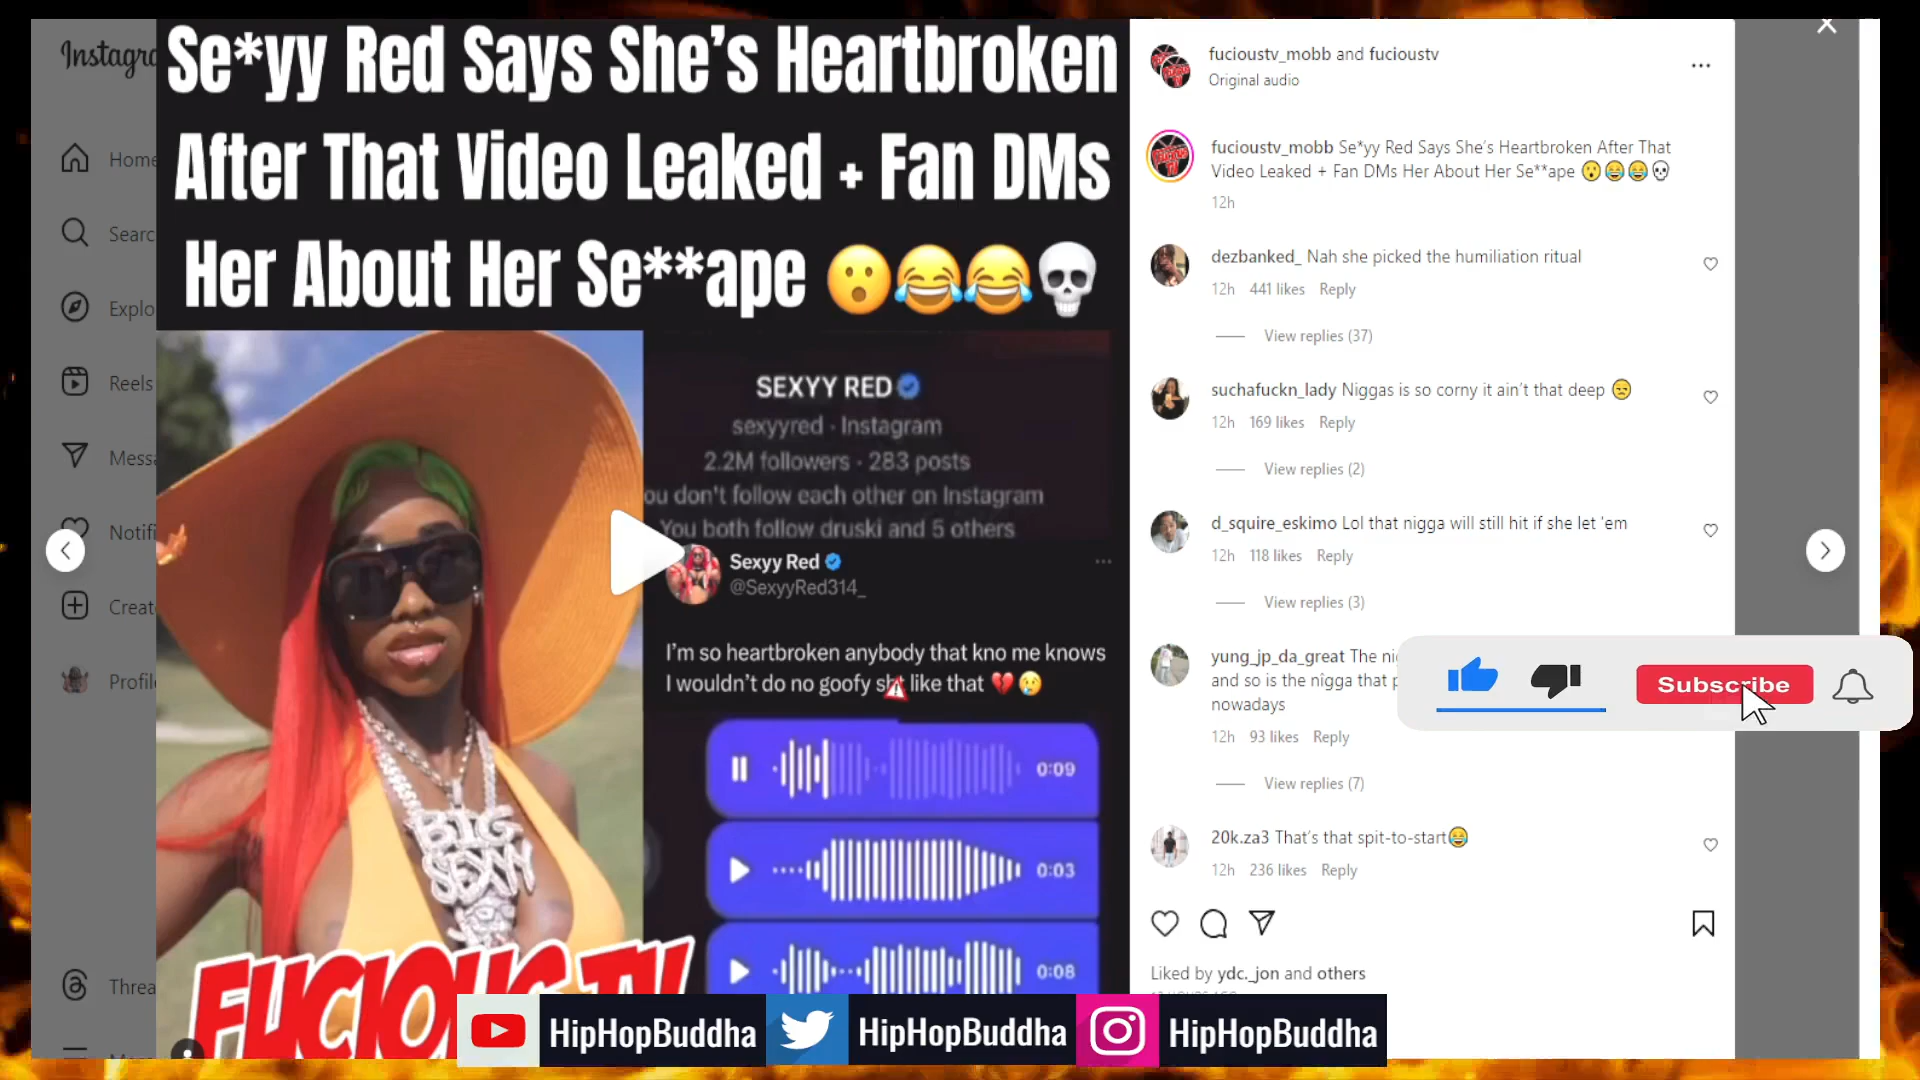 Instagra
Home
Searc
Explo
Reels
Messa
Notifi
Create
Profile
Threa
Se*yy Red Says She's Heartbroken
After That Video Leaked + Fan DMs
Her About Her Se**ape 😮😂😂💀
SEXYY RED
sexyyred · Instagram
2.2M followers · 283 posts
ou don't follow each other on Instagram
You both follow druski and 5 others
Sexyy Red
@SexyyRed314_
I'm so heartbroken anybody that kno me knows
I wouldn't do no goofy sh⚠t like that 💔😢
0:09
0:03
0:08
BIG
SEXYY
FUCIOUS TV
fucioustv_mobb and fucioustv
Original audio
fucioustv_mobb Se*yy Red Says She's Heartbroken After That
Video Leaked + Fan DMs Her About Her Se**ape 😮😂😂💀
12h
dezbanked_ Nah she picked the humiliation ritual
12h 441 likes Reply
View replies (37)
suchafuckn_lady Niggas is so corny it ain't that deep 😒
12h 169 likes Reply
View replies (2)
d_squire_eskimo Lol that nigga will still hit if she let 'em
12h 118 likes Reply
View replies (3)
yung_jp_da_great The ni
and so is the nigga that p
nowadays
12h 93 likes Reply
View replies (7)
20k.za3 That's that spit-to-start😂
12h 236 likes Reply
Liked by ydc._jon and others
Subscribe
HipHopBuddha
HipHopBuddha
HipHopBuddha